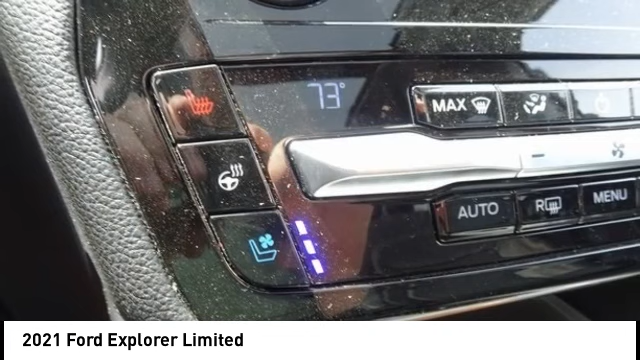 73°
MAX
AUTO
R
MENU
2021 Ford Explorer Limited